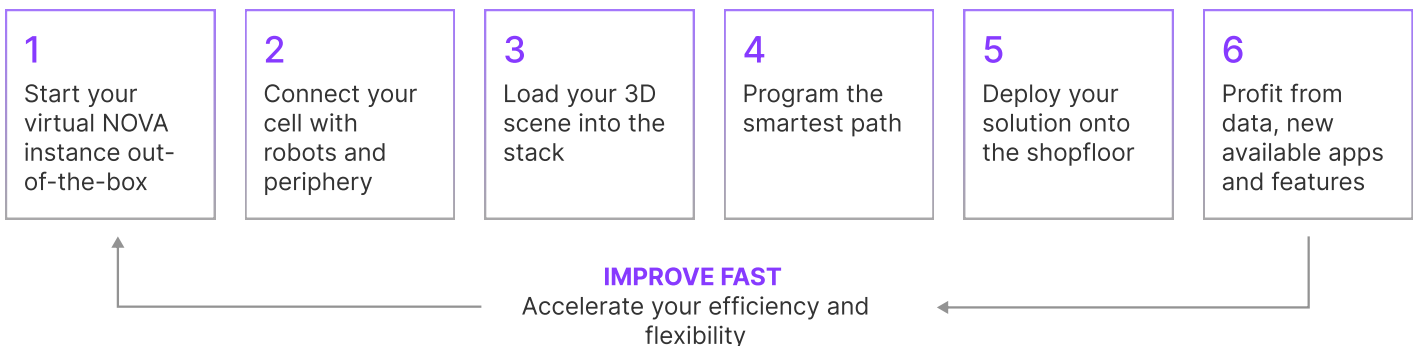 1
Start your
virtual NOVA
instance out-
of-the-box
2
Connect your
cell with
robots and
periphery
3
Load your 3D
scene into the
stack
4
Program the
smartest path
5
Deploy your
solution onto
the shopfloor
6
Profit from
data, new
available apps
and features
IMPROVE FAST
Accelerate your efficiency and
flexibility